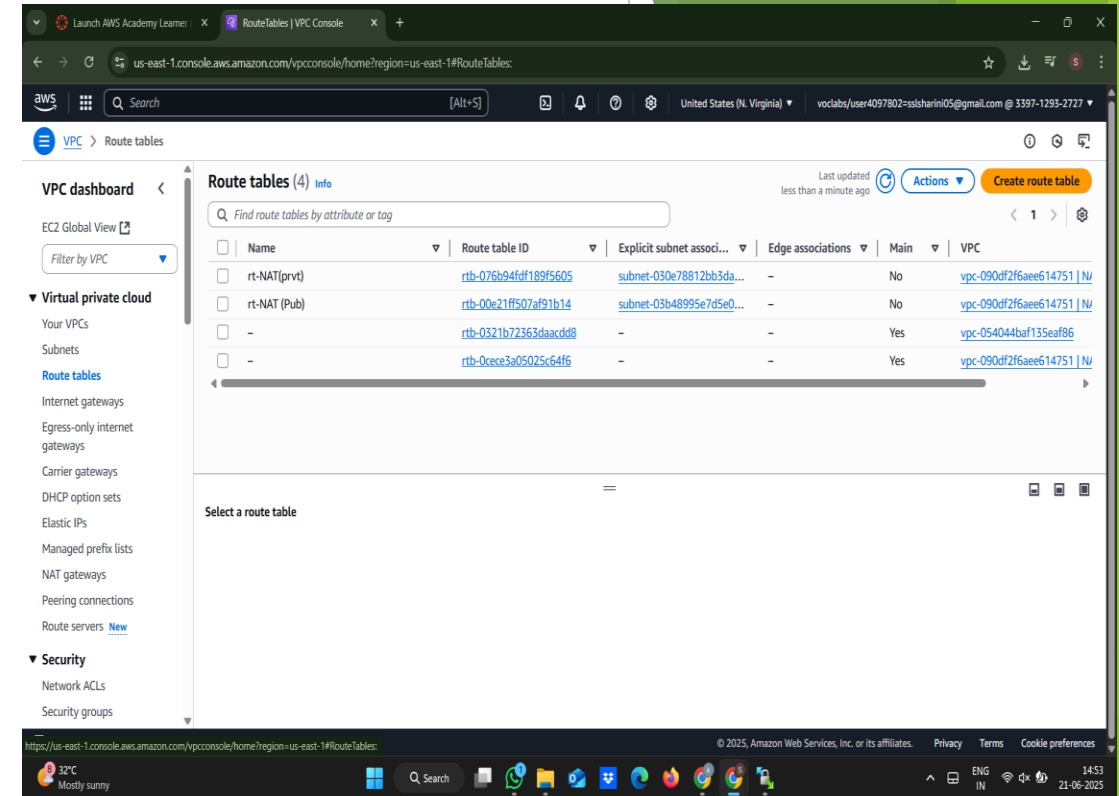 Launch AWS Academy Learner
RouteTables | VPC Console
us-east-1.console.aws.amazon.com/vpcconsole/home?region=us-east-1#RouteTables:
S
aws
Search
[Alt+S]
United States (N. Virginia)
voclabs/user4097802=sslsharini05@gmail.com @ 3397-1293-2727
VPC > Route tables
VPC dashboard
EC2 Global View
Filter by VPC
Virtual private cloud
Your VPCs
Subnets
Route tables
Internet gateways
Egress-only internet
gateways
Carrier gateways
DHCP option sets
Elastic IPs
Managed prefix lists
NAT gateways
Peering connections
Route servers New
Security
Network ACLs
Security groups
Route tables (4) Info
Last updated
less than a minute ago
Actions
Create route table
Find route tables by attribute or tag
1
Name Route table ID Explicit subnet associ... Edge associations Main VPC
rt-NAT(prvt) rtb-076b94fdf189f5605 subnet-030e78812bb3da... – No vpc-090df2f6aee614751 | NA
rt-NAT (Pub) rtb-00e21ff507af91b14 subnet-03b48995e7d5e0... – No vpc-090df2f6aee614751 | NA
– rtb-0321b72363daacdd8 – – Yes vpc-054044baf135eaf86
– rtb-0cece3a05025c64f6 – – Yes vpc-090df2f6aee614751 | NA
Select a route table
https://us-east-1.console.aws.amazon.com/vpcconsole/home?region=us-east-1#RouteTables:
© 2025, Amazon Web Services, Inc. or its affiliates.
Privacy Terms Cookie preferences
8
32°C
Mostly sunny
Search
ENG
IN
14:53
21-06-2025